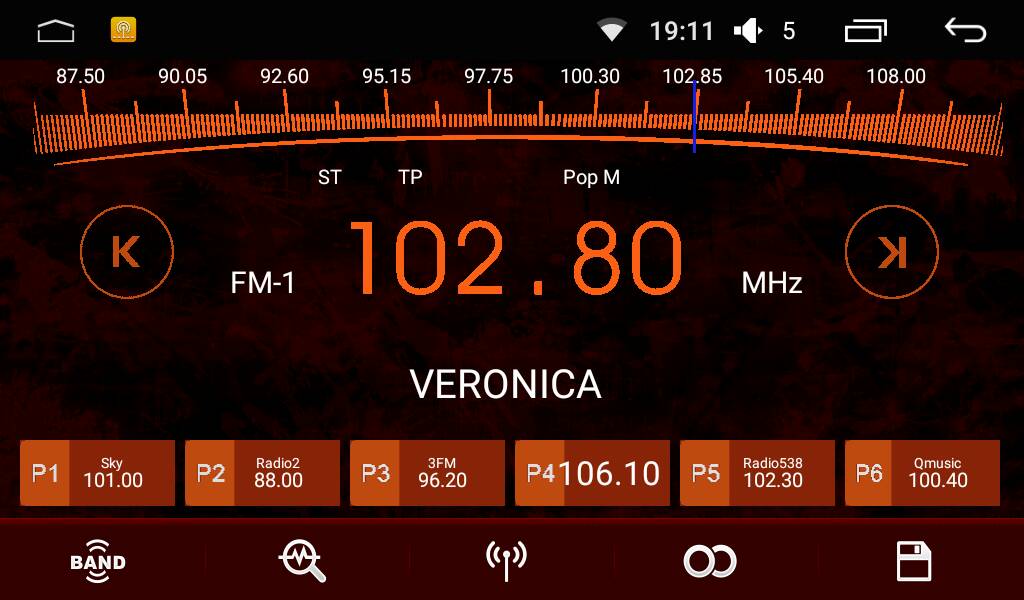 19:11 5
87.50 90.05 92.60 95.15 97.75 100.30 102.85 105.40 108.00
ST TP Pop M
FM-1 102.80 MHz
VERONICA
P1 Sky 101.00
P2 Radio2 88.00
P3 3FM 96.20
P4 106.10
P5 Radio538 102.30
P6 Qmusic 100.40
BAND